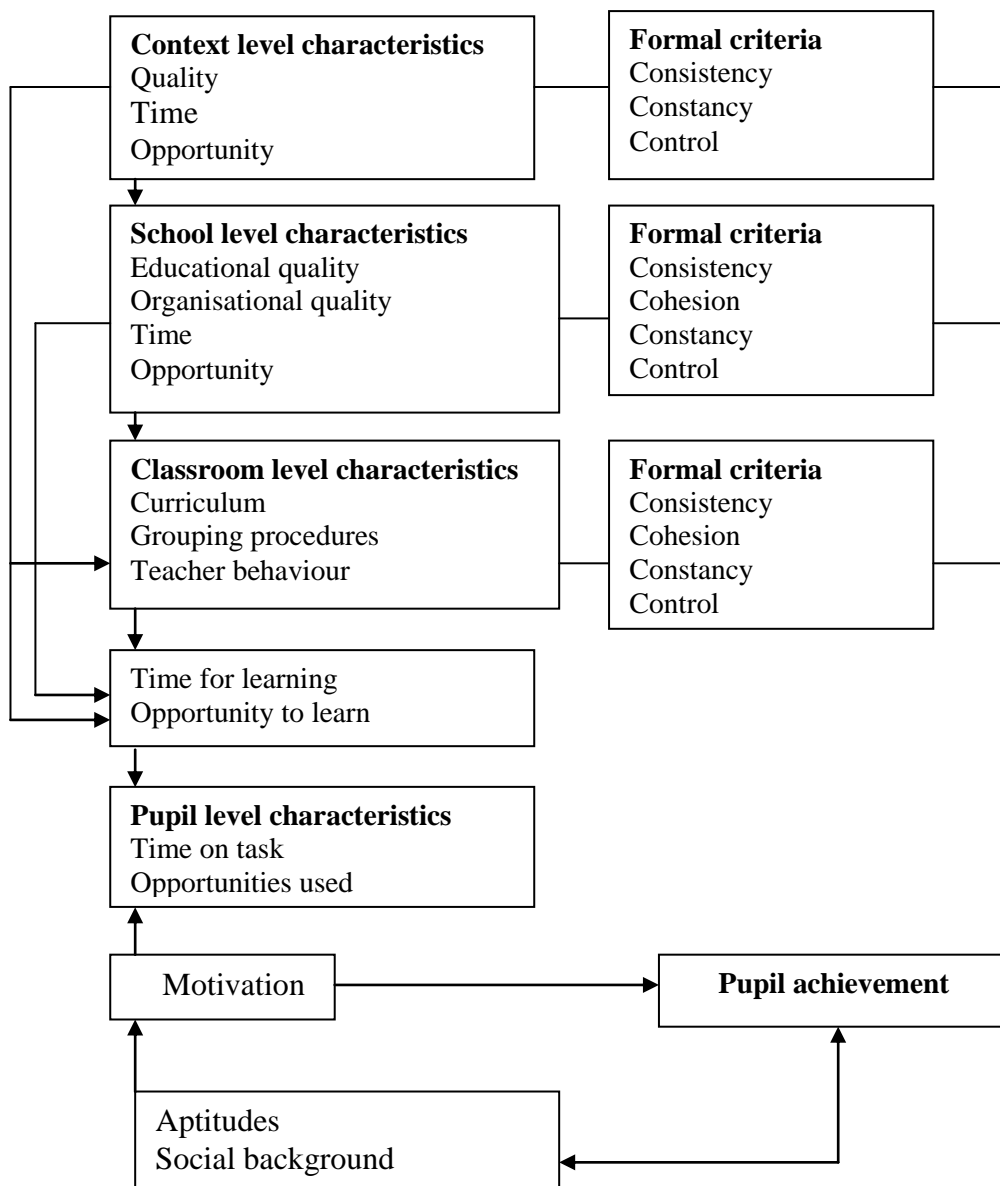 Context level characteristics
Quality
Time
Opportunity
Formal criteria
Consistency
Constancy
Control
School level characteristics
Educational quality
Organisational quality
Time
Opportunity
Formal criteria
Consistency
Cohesion
Constancy
Control
Classroom level characteristics
Curriculum
Grouping procedures
Teacher behaviour
Formal criteria
Consistency
Cohesion
Constancy
Control
Time for learning
Opportunity to learn
Pupil level characteristics
Time on task
Opportunities used
Motivation
Pupil achievement
Aptitudes
Social background